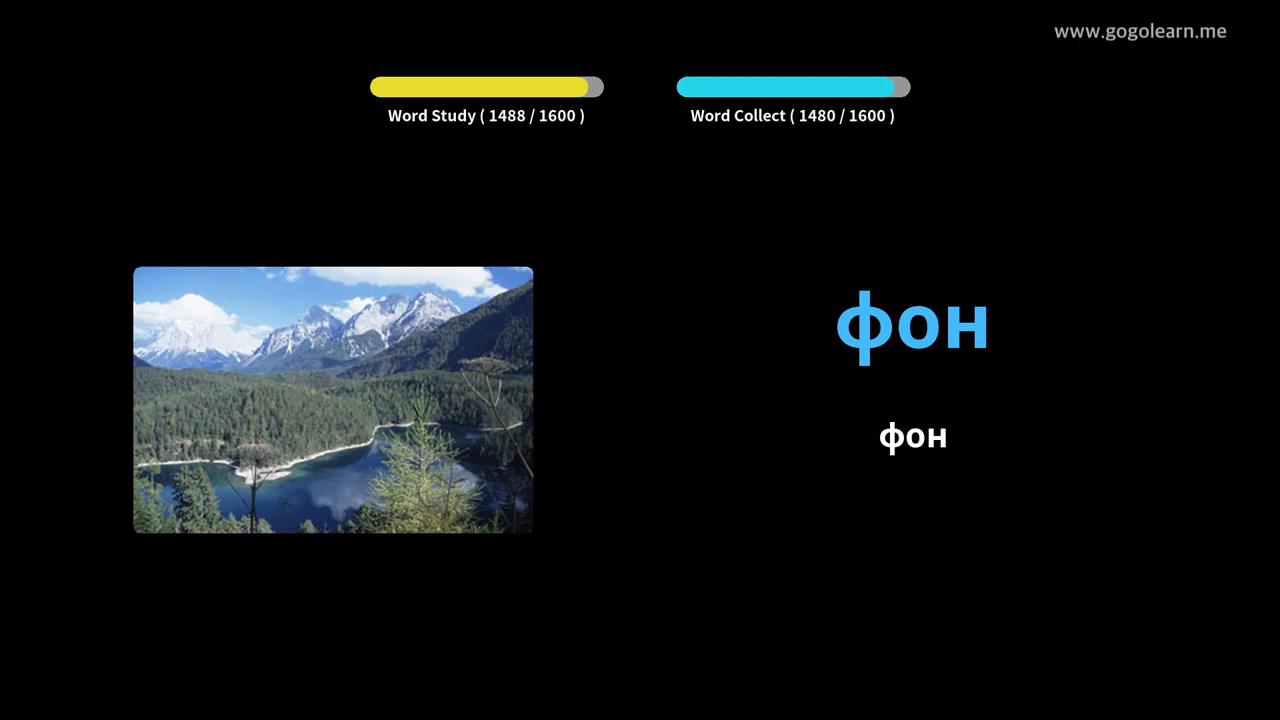 www.gogolearn.me
Word Study ( 1488 / 1600 )
Word Collect ( 1480 / 1600 )
фон
фон